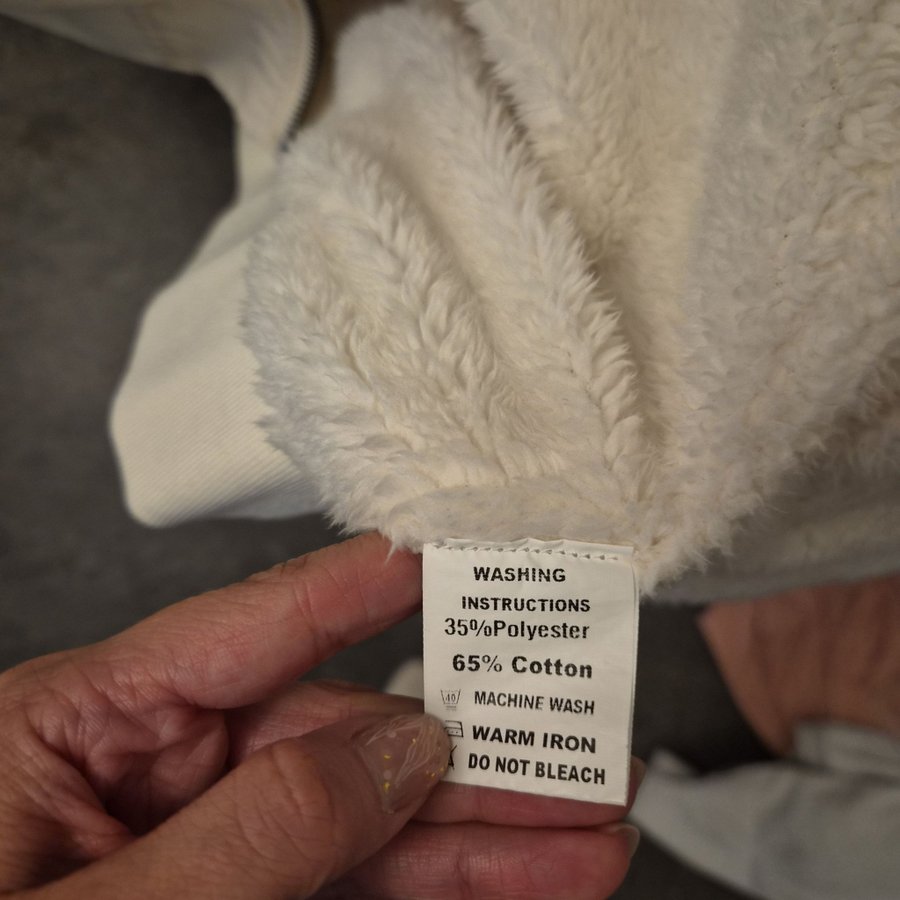 WASHING
INSTRUCTIONS
35%Polyester
65% Cotton
40 MACHINE WASH
WARM IRON
DO NOT BLEACH